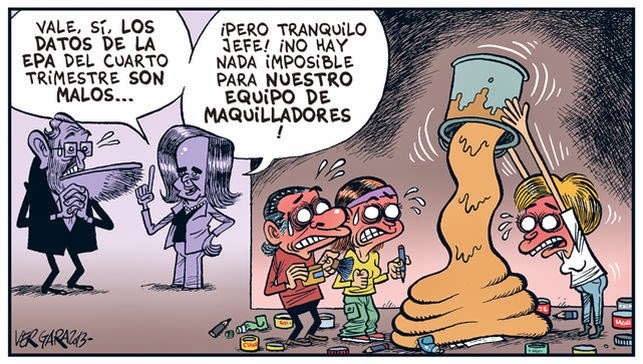 VALE, SÍ, LOS
DATOS DE LA
EPA DEL CUARTO
TRIMESTRE SON
MALOS...
¡PERO TRANQUILO
JEFE! ¡NO HAY
NADA IMPOSIBLE
PARA NUESTRO
EQUIPO DE
MAQUILLADORES
!
VERGARA 2013-